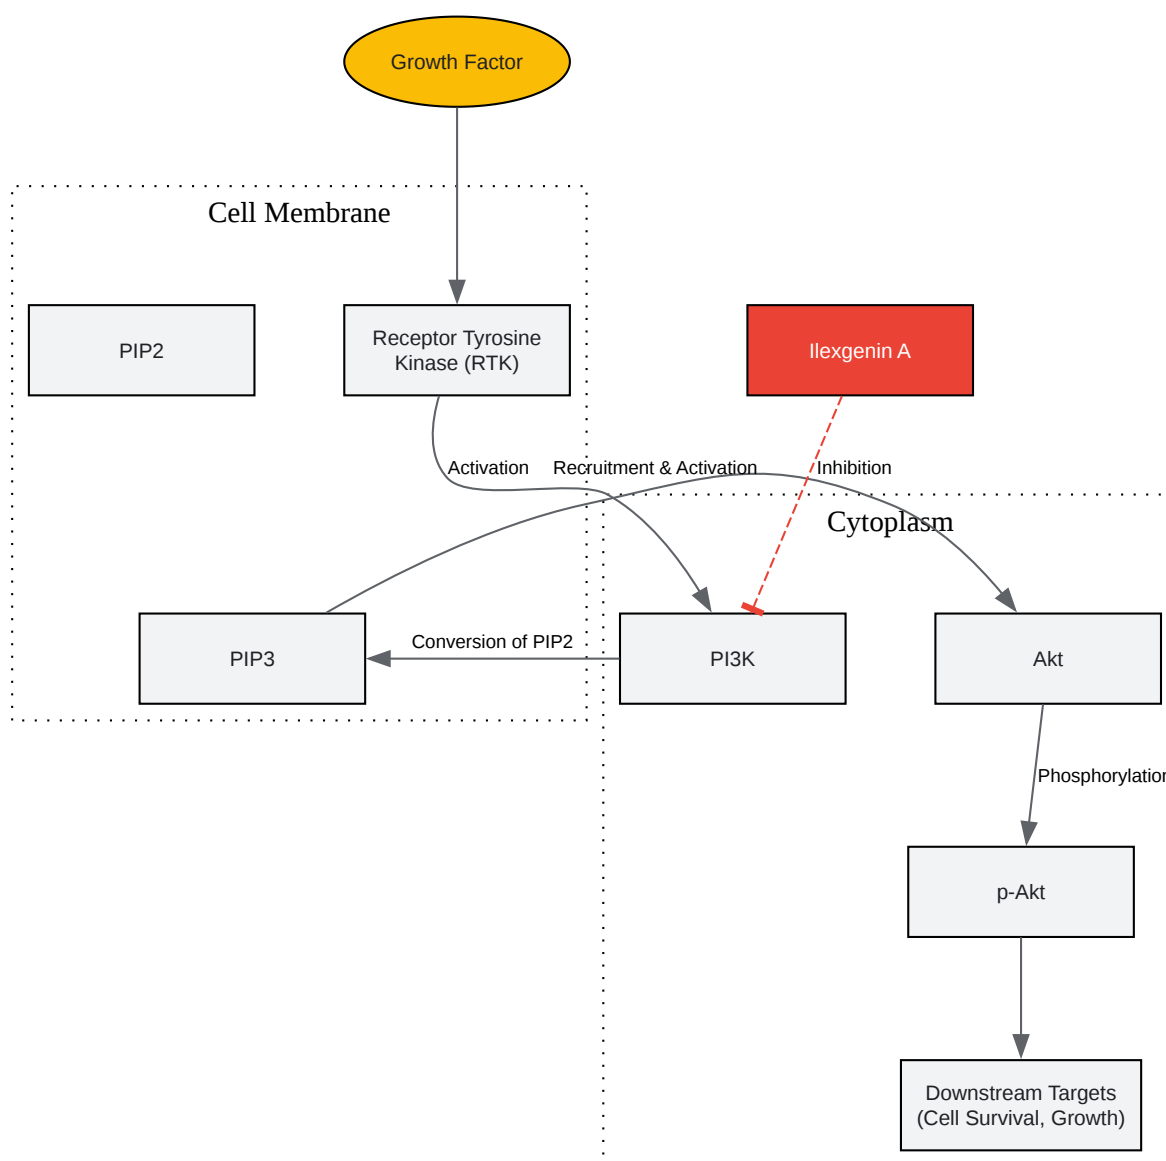 Growth Factor
Cell Membrane
PIP2
Receptor Tyrosine
Kinase (RTK)
Ilexgenin A
Activation
Recruitment & Activation
Inhibition
Cytoplasm
PIP3
Conversion of PIP2
PI3K
Akt
Phosphorylation
p-Akt
Downstream Targets
(Cell Survival, Growth)